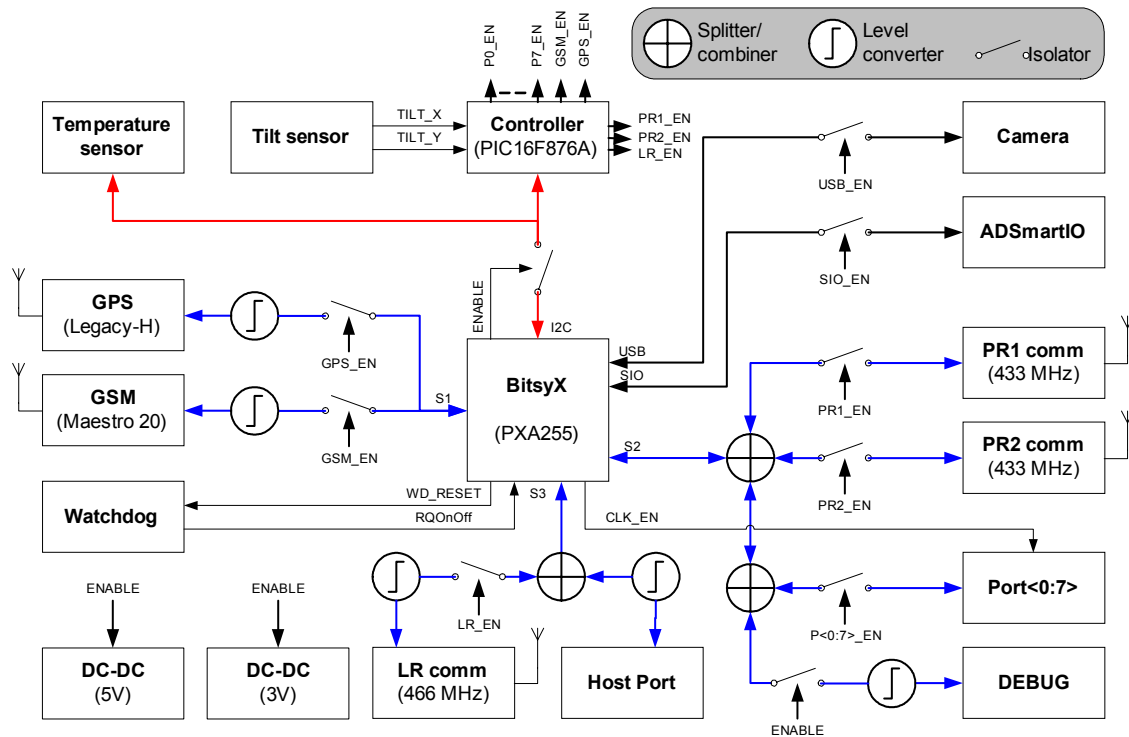 P0_EN
P7_EN
GSM_EN
GPS_EN
Splitter/
combiner
Level
converter
Isolator
Temperature
sensor
Tilt sensor
TILT_X
TILT_Y
Controller
(PIC16F876A)
PR1_EN
PR2_EN
LR_EN
Camera
USB_EN
ADSmartIO
SIO_EN
ENABLE
I2C
GPS
(Legacy-H)
GPS_EN
GSM
(Maestro 20)
GSM_EN
S1
BitsyX
(PXA255)
USB
SIO
S2
S3
PR1 comm
(433 MHz)
PR1_EN
PR2 comm
(433 MHz)
PR2_EN
Watchdog
WD_RESET
RQOnOff
CLK_EN
Port<0:7>
P<0:7>_EN
ENABLE
DC-DC
(5V)
ENABLE
DC-DC
(3V)
LR_EN
LR comm
(466 MHz)
Host Port
ENABLE
DEBUG